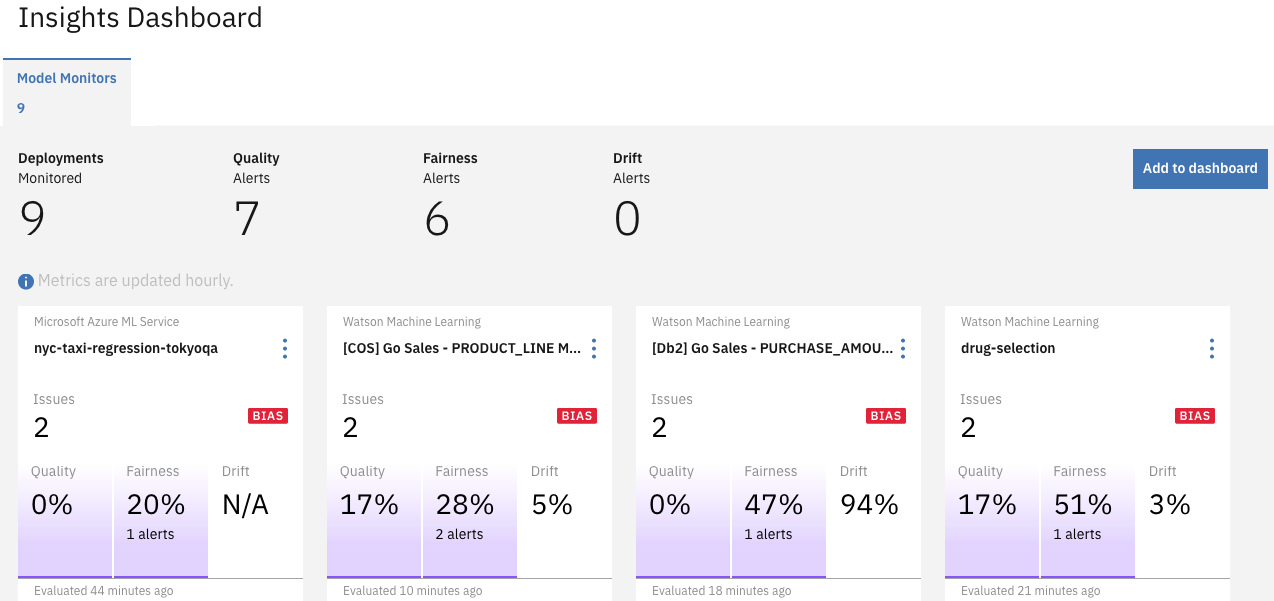 Insights Dashboard
Model Monitors
9
Deployments
Monitored
9
Quality
Alerts
7
Fairness
Alerts
6
Drift
Alerts
0
Add to dashboard
Metrics are updated hourly.
Microsoft Azure ML Service
nyc-taxi-regression-tokyoqa
Issues
2
BIAS
Quality
0%
Fairness
20%
1 alerts
Drift
N/A
Evaluated 44 minutes ago
Watson Machine Learning
[COS] Go Sales - PRODUCT_LINE M...
Issues
2
BIAS
Quality
17%
Fairness
28%
2 alerts
Drift
5%
Evaluated 10 minutes ago
Watson Machine Learning
[Db2] Go Sales - PURCHASE_AMOU...
Issues
2
BIAS
Quality
0%
Fairness
47%
1 alerts
Drift
94%
Evaluated 18 minutes ago
Watson Machine Learning
drug-selection
Issues
2
BIAS
Quality
17%
Fairness
51%
1 alerts
Drift
3%
Evaluated 21 minutes ago